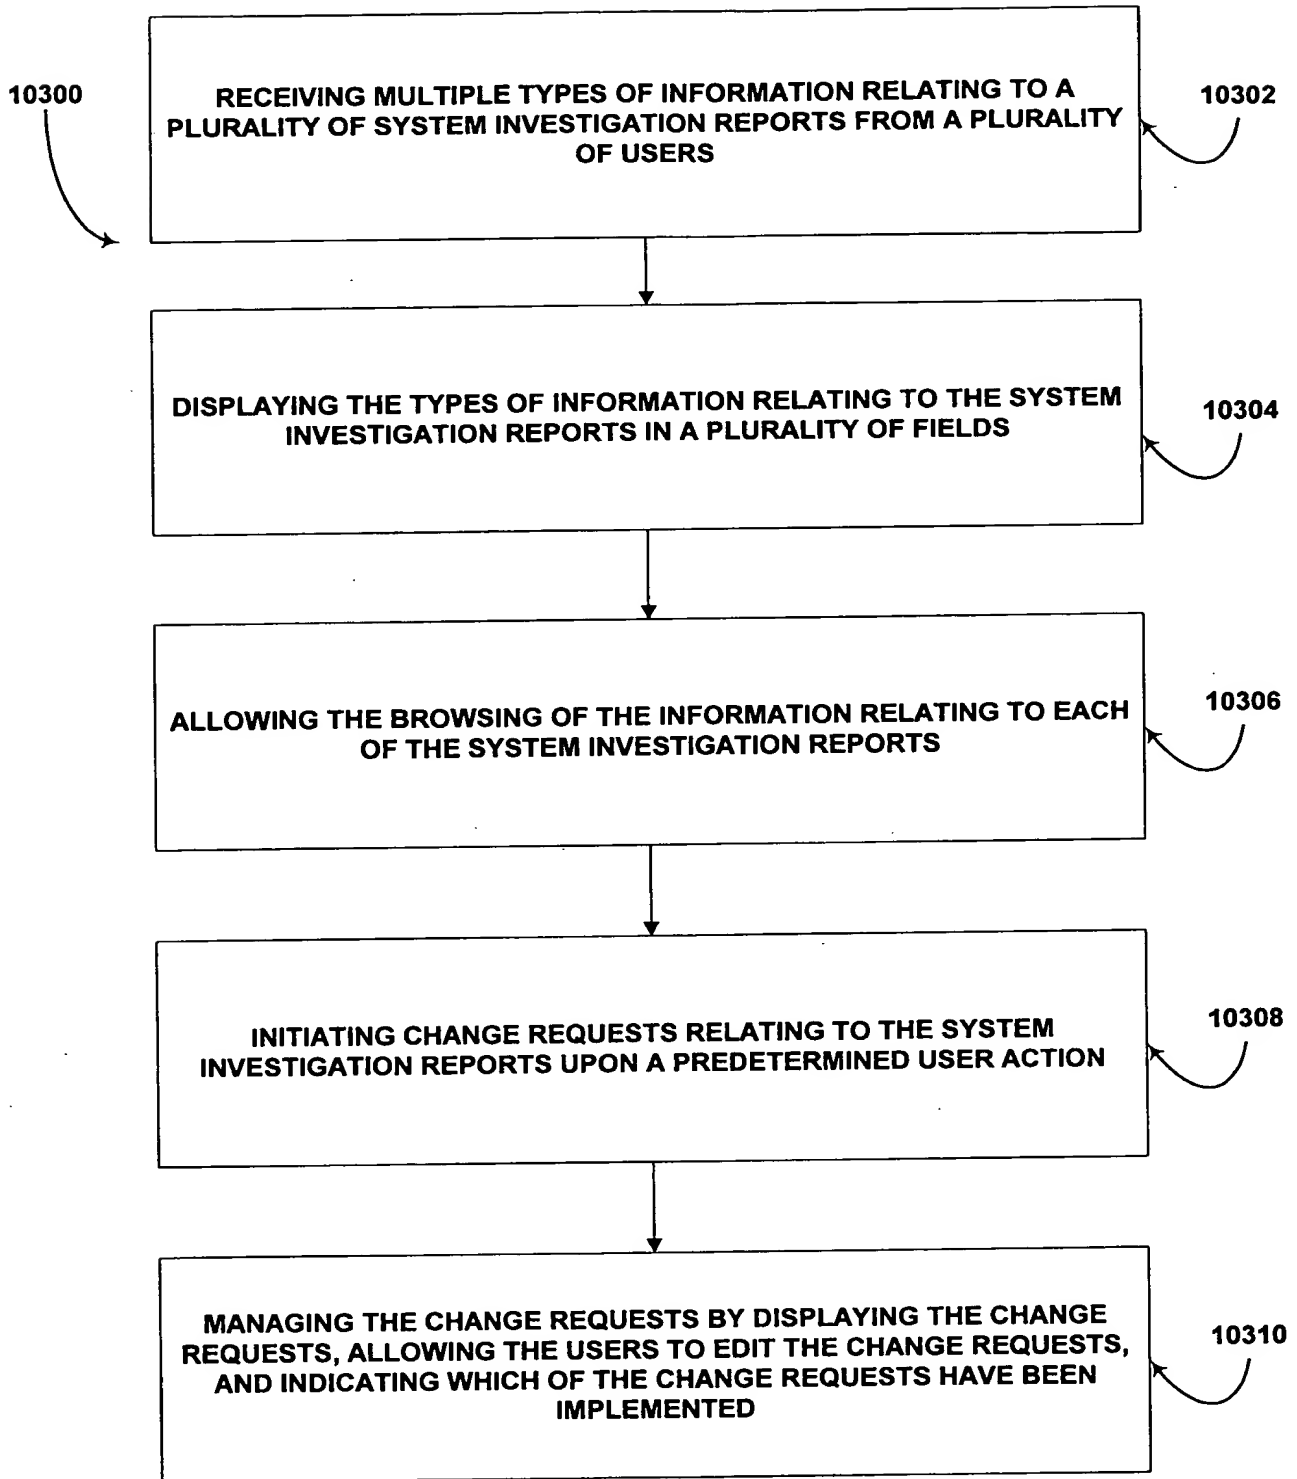 10300
RECEIVING MULTIPLE TYPES OF INFORMATION RELATING TO A
PLURALITY OF SYSTEM INVESTIGATION REPORTS FROM A PLURALITY
OF USERS
10302
DISPLAYING THE TYPES OF INFORMATION RELATING TO THE SYSTEM
INVESTIGATION REPORTS IN A PLURALITY OF FIELDS
10304
ALLOWING THE BROWSING OF THE INFORMATION RELATING TO EACH
OF THE SYSTEM INVESTIGATION REPORTS
10306
INITIATING CHANGE REQUESTS RELATING TO THE SYSTEM
INVESTIGATION REPORTS UPON A PREDETERMINED USER ACTION
10308
MANAGING THE CHANGE REQUESTS BY DISPLAYING THE CHANGE
REQUESTS, ALLOWING THE USERS TO EDIT THE CHANGE REQUESTS,
AND INDICATING WHICH OF THE CHANGE REQUESTS HAVE BEEN
IMPLEMENTED
10310